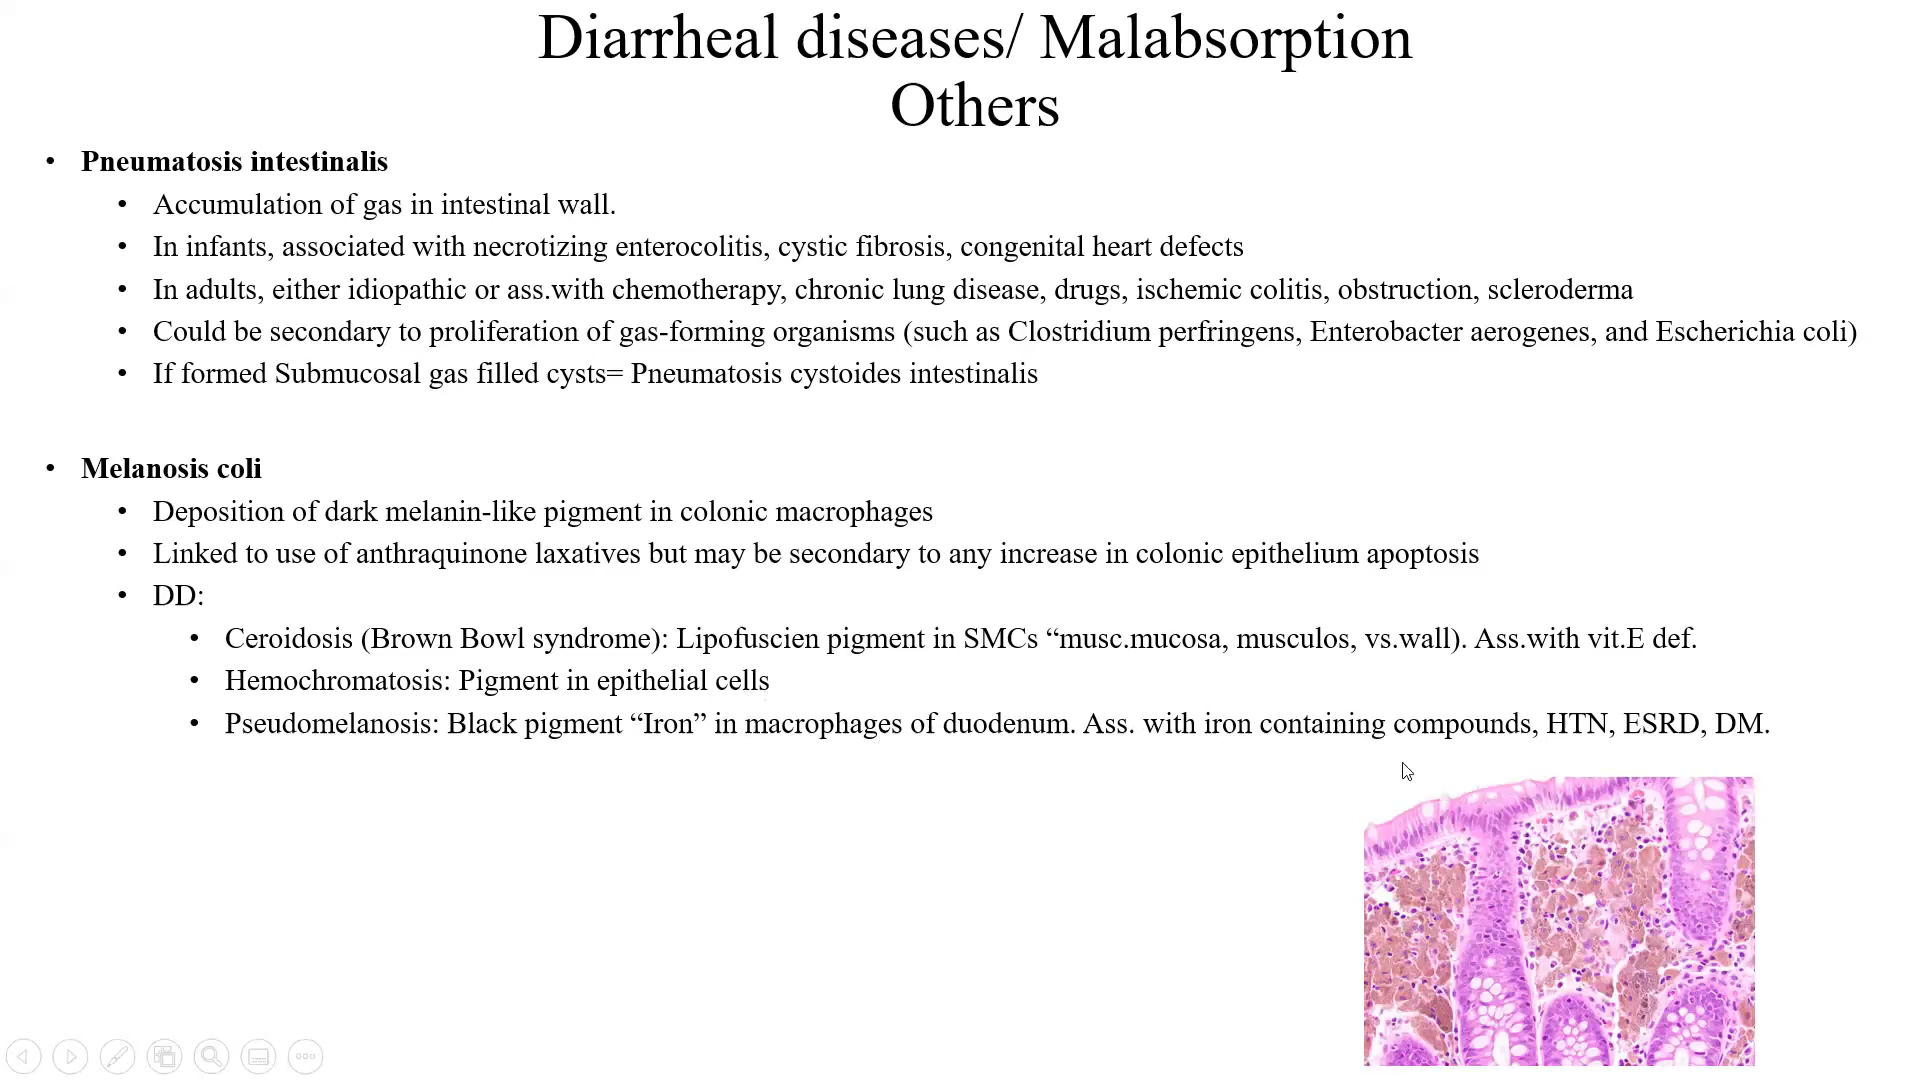 Diarrheal diseases/ Malabsorption
Others
• Pneumatosis intestinalis
• Accumulation of gas in intestinal wall.
• In infants, associated with necrotizing enterocolitis, cystic fibrosis, congenital heart defects
• In adults, either idiopathic or ass.with chemotherapy, chronic lung disease, drugs, ischemic colitis, obstruction, scleroderma
• Could be secondary to proliferation of gas-forming organisms (such as Clostridium perfringens, Enterobacter aerogenes, and Escherichia coli)
• If formed Submucosal gas filled cysts= Pneumatosis cystoides intestinalis
• Melanosis coli
• Deposition of dark melanin-like pigment in colonic macrophages
• Linked to use of anthraquinone laxatives but may be secondary to any increase in colonic epithelium apoptosis
• DD:
• Ceroidosis (Brown Bowl syndrome): Lipofuscien pigment in SMCs “musc.mucosa, musculos, vs.wall). Ass.with vit.E def.
• Hemochromatosis: Pigment in epithelial cells
• Pseudomelanosis: Black pigment “Iron” in macrophages of duodenum. Ass. with iron containing compounds, HTN, ESRD, DM.